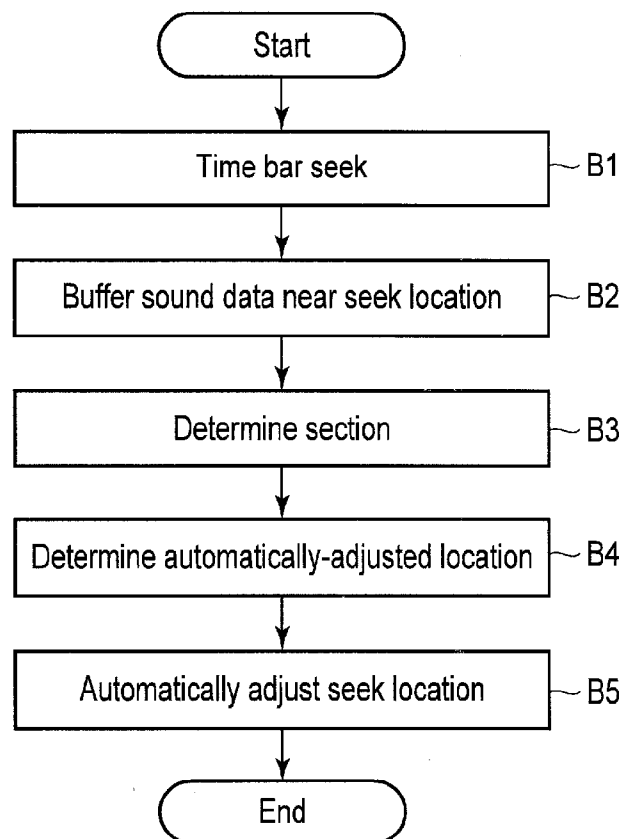 Start
Time bar seek
B1
Buffer sound data near seek location
B2
Determine section
B3
Determine automatically-adjusted location
B4
Automatically adjust seek location
B5
End